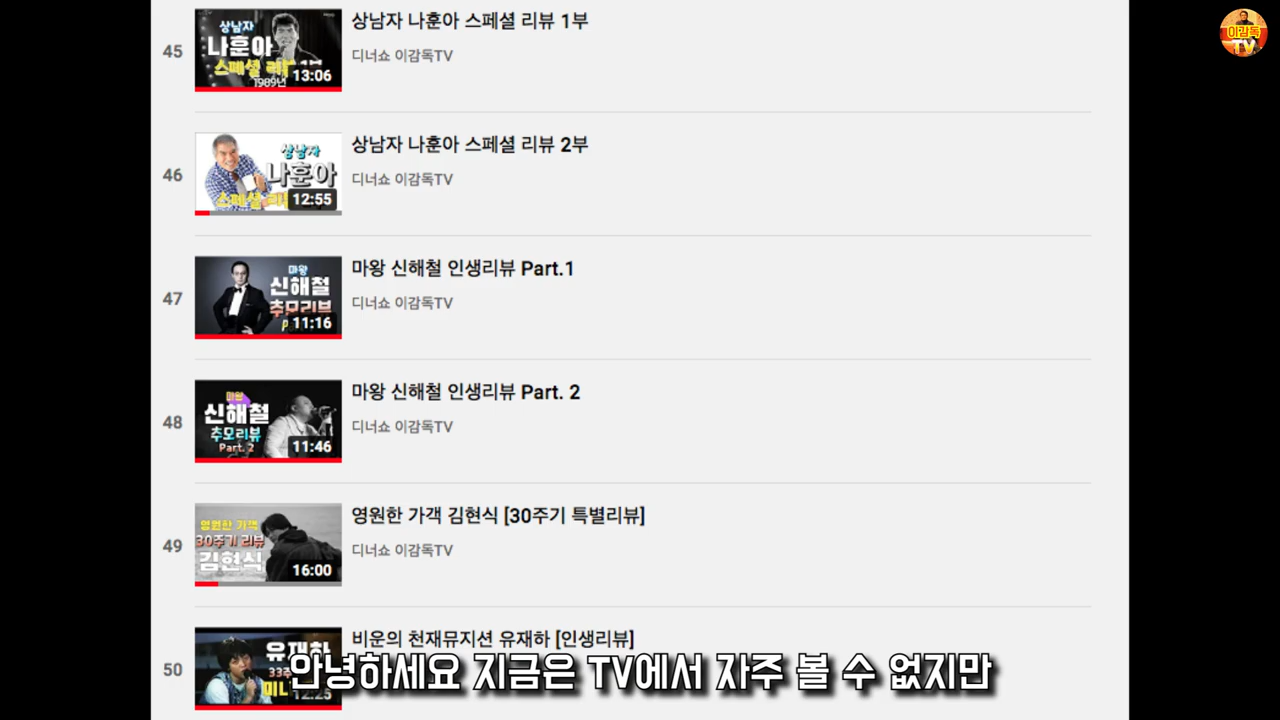 상남자 나훈아 스페셜 리뷰 1부
이감독
TV
45
상남자
나훈아
스페셜
13:06
1989년
디너쇼 이감독TV
상남자 나훈아 스페셜 리뷰 2부
46
상남자
나훈아
12:55
디너쇼 이감독TV
마왕 신해철 인생리뷰 Part.1
47
마왕
신해철
추모리뷰
11:16
디너쇼 이감독TV
마왕 신해철 인생리뷰 Part. 2
48
마왕
신해철
추모리뷰
Part. 2
11:46
디너쇼 이감독TV
영원한 가객 김현식 [30주기 특별리뷰]
49
영원한 가객
30주기 리뷰
김현식
16:00
디너쇼 이감독TV
비운의 천재뮤지션 유재하 [인생리뷰]
50
유재하
12:25
안녕하세요 지금은 TV에서 자주 볼 수 없지만